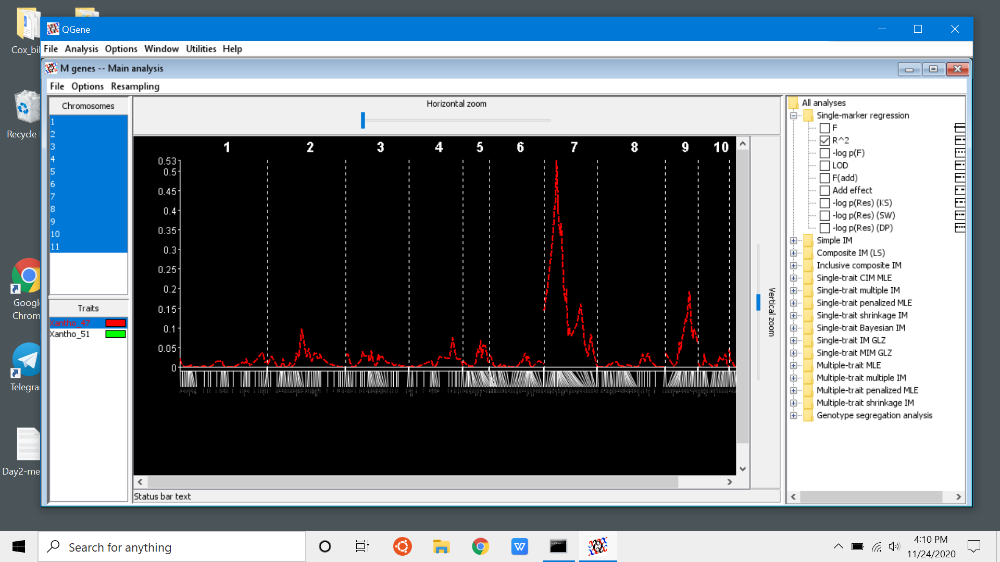 Cox_bil
QGene
File Analysis Options Window Utilities Help
M genes -- Main analysis
File Options Resampling
Recycle
Googl
Chrom
Telegra
Day2-me
Chromosomes
1
2
3
4
5
6
7
8
9
10
11
Traits
Xantho_47
Xantho_51
Horizontal zoom
1 2 3 4 5 6 7 8 9 10
0.53
0.5
0.45
0.4
0.35
0.3
0.25
0.2
0.15
0.1
0.05
0
Vertical zoom
Status bar text
All analyses
Single-marker regression
F
R^2
-log p(F)
LOD
F(add)
Add effect
-log p(Res) (KS)
-log p(Res) (SW)
-log p(Res) (DP)
Simple IM
Composite IM (LS)
Inclusive composite IM
Single-trait CIM MLE
Single-trait multiple IM
Single-trait penalized MLE
Single-trait shrinkage IM
Single-trait Bayesian IM
Single-trait IM GLZ
Single-trait MIM GLZ
Multiple-trait MLE
Multiple-trait multiple IM
Multiple-trait penalized MLE
Multiple-trait shrinkage IM
Genotype segregation analysis
Search for anything
4:10 PM
11/24/2020